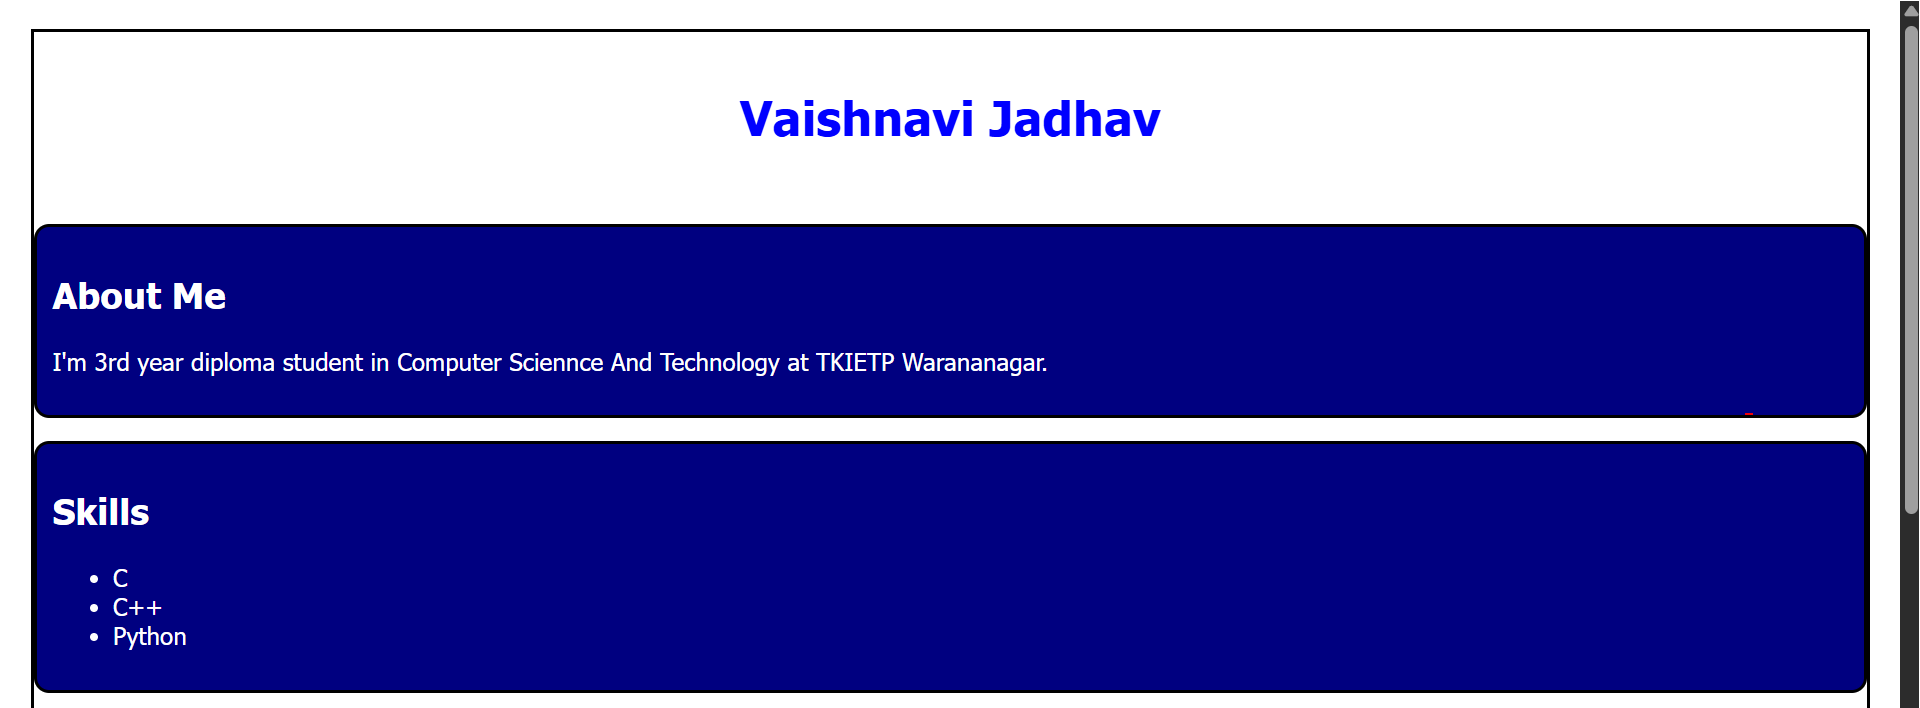 Vaishnavi Jadhav
About Me
I'm 3rd year diploma student in Computer Sciennce And Technology at TKIETP Warananagar.
Skills
• C
• C++
• Python